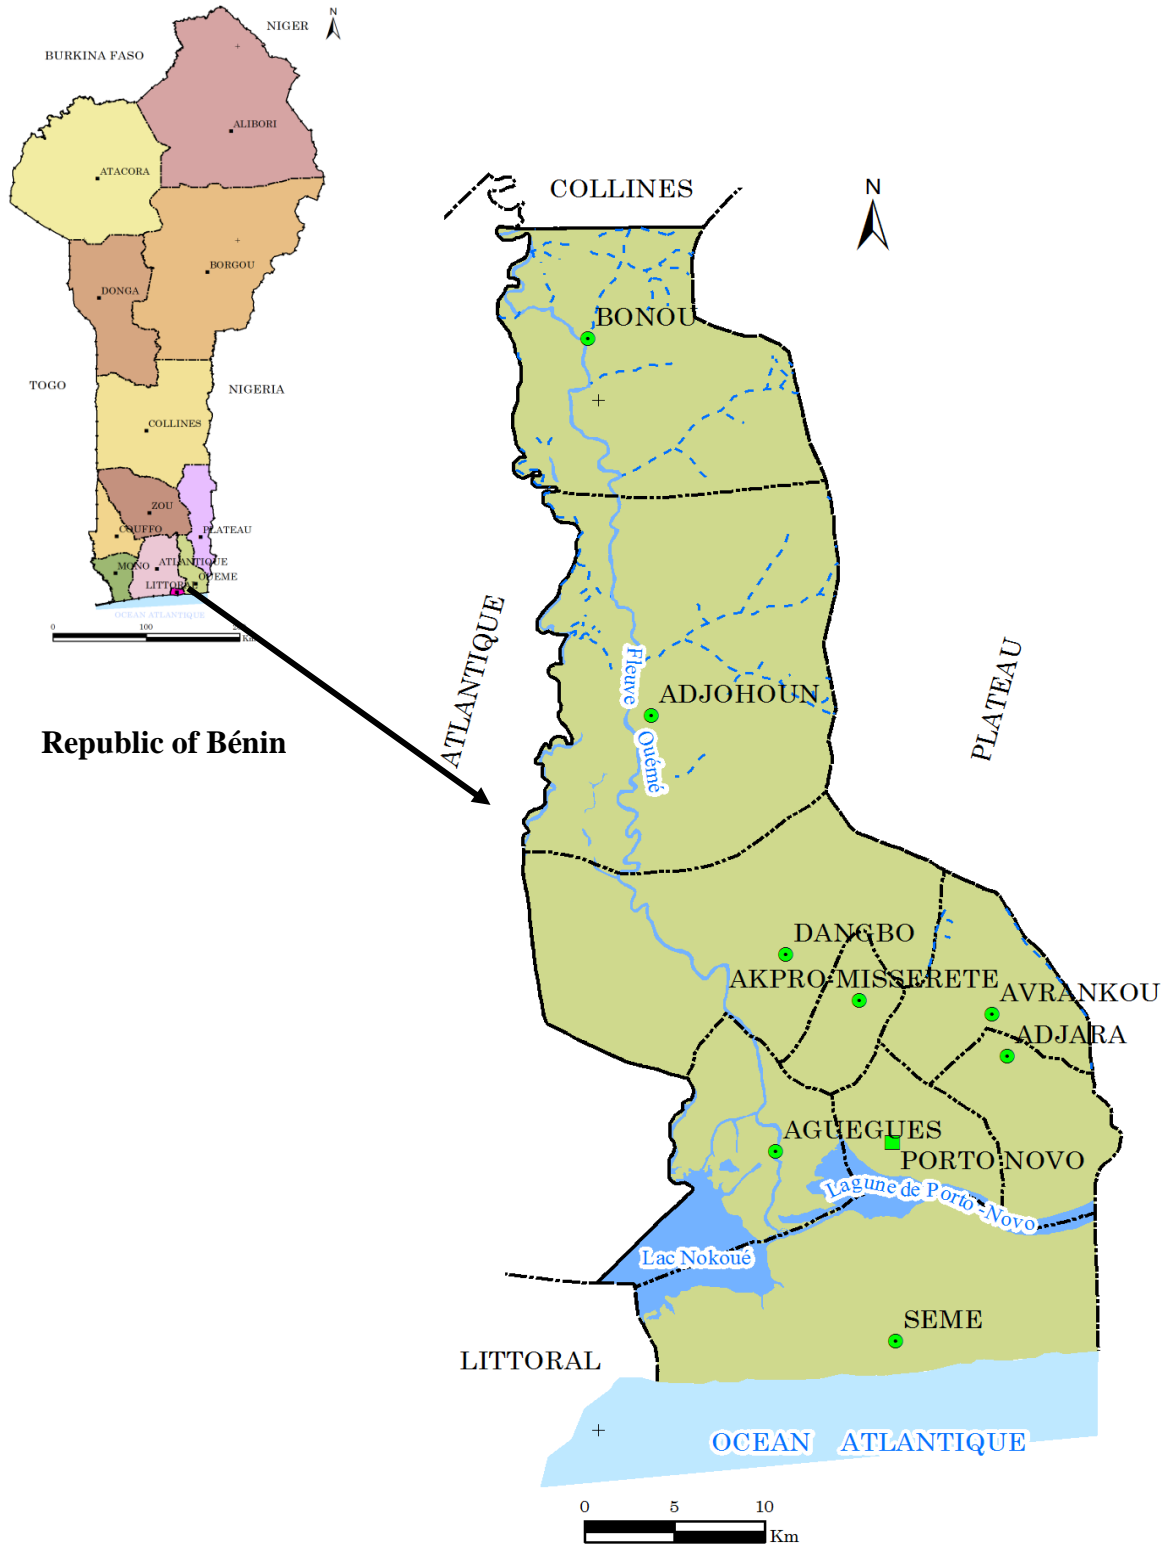 NIGER
N
BURKINA FASO
ALIBORI
ATACORA
BORGOU
DONGA
TOGO
NIGERIA
COLLINES
ZOU
COUFFO
PLATEAU
ATLANTIQUE
MONO
OUEME
LITTORAL
OCEAN ATLANTIQUE
0 100
Km
Republic of Bénin
COLLINES
N
BONOU
ATLANTIQUE
PLATEAU
Fleuve
Ouémé
ADJOHOUN
DANGBO
AKPRO-MISSERETE
AVRANKOU
ADJARA
AGUEGUES
PORTO NOVO
Lagune de Porto-Novo
Lac Nokoué
SEME
LITTORAL
OCEAN ATLANTIQUE
0 5 10
Km